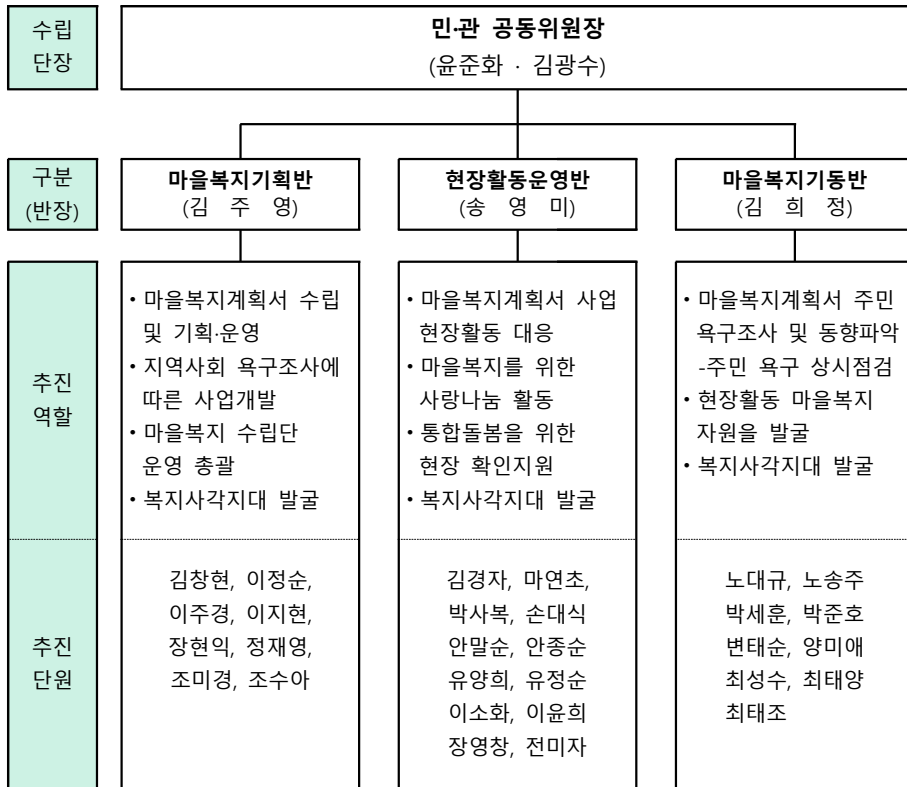 수립
단장
민·관 공동위원장
(윤준화 · 김광수)
구분
(반장)
마을복지기획반
(김 주 영)
현장활동운영반
(송 영 미)
마을복지기동반
(김 희 정)
추진
역할
• 마을복지계획서 수립
및 기획·운영
• 지역사회 욕구조사에
따른 사업개발
• 마을복지 수립단
운영 총괄
• 복지사각지대 발굴
• 마을복지계획서 사업
현장활동 대응
• 마을복지를 위한
사랑나눔 활동
• 통합돌봄을 위한
현장 확인지원
• 복지사각지대 발굴
• 마을복지계획서 주민
욕구조사 및 동향파악
-주민 욕구 상시점검
• 현장활동 마을복지
자원을 발굴
• 복지사각지대 발굴
추진
단원
김창현, 이정순,
이주경, 이지현,
장현익, 정재영,
조미경, 조수아
김경자, 마연초,
박사복, 손대식
안말순, 안종순
유양희, 유정순
이소화, 이윤희
장영창, 전미자
노대규, 노송주
박세훈, 박준호
변태순, 양미애
최성수, 최태양
최태조